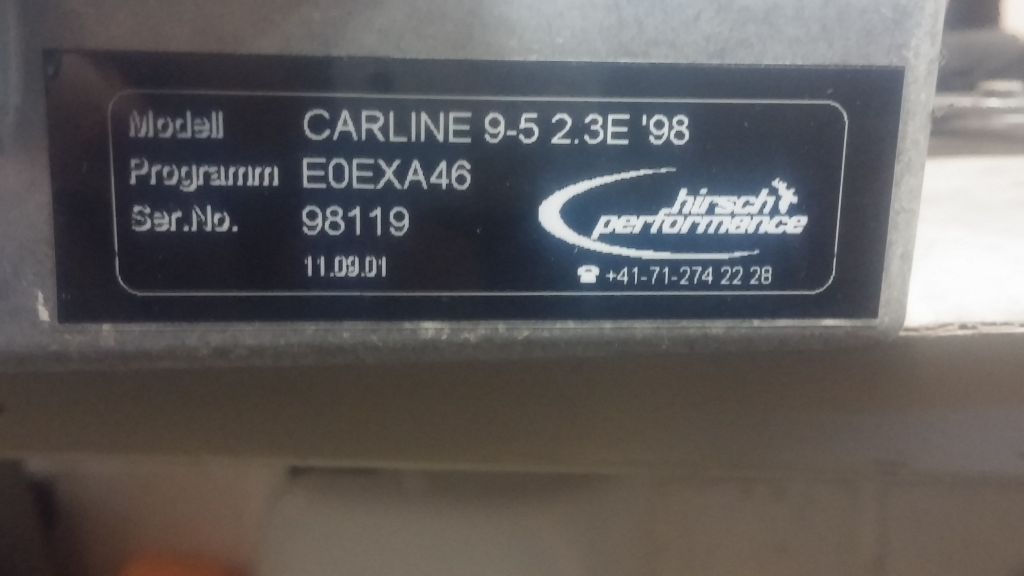 Modell CARLINE 9-5 2.3E '98
Programm E0EXA46
Ser.No. 98119
11.09.01
hirsch
performance
☎ +41-71-274 22 28